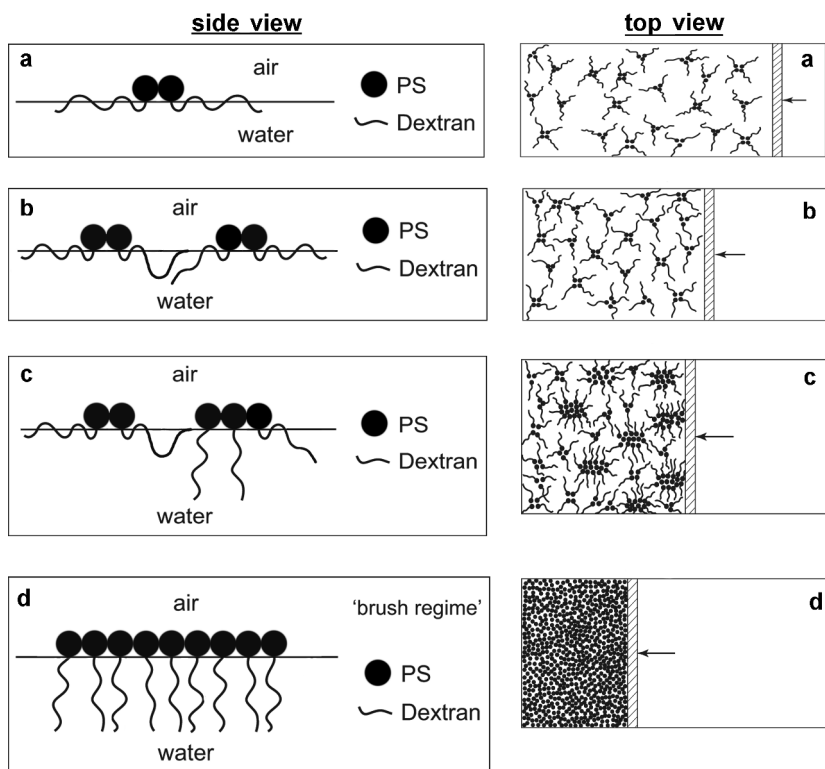 side view
top view
a
air
PS
water
Dextran
a
b
air
PS
Dextran
water
b
c
air
PS
Dextran
water
c
d
air
'brush regime'
PS
Dextran
water
d